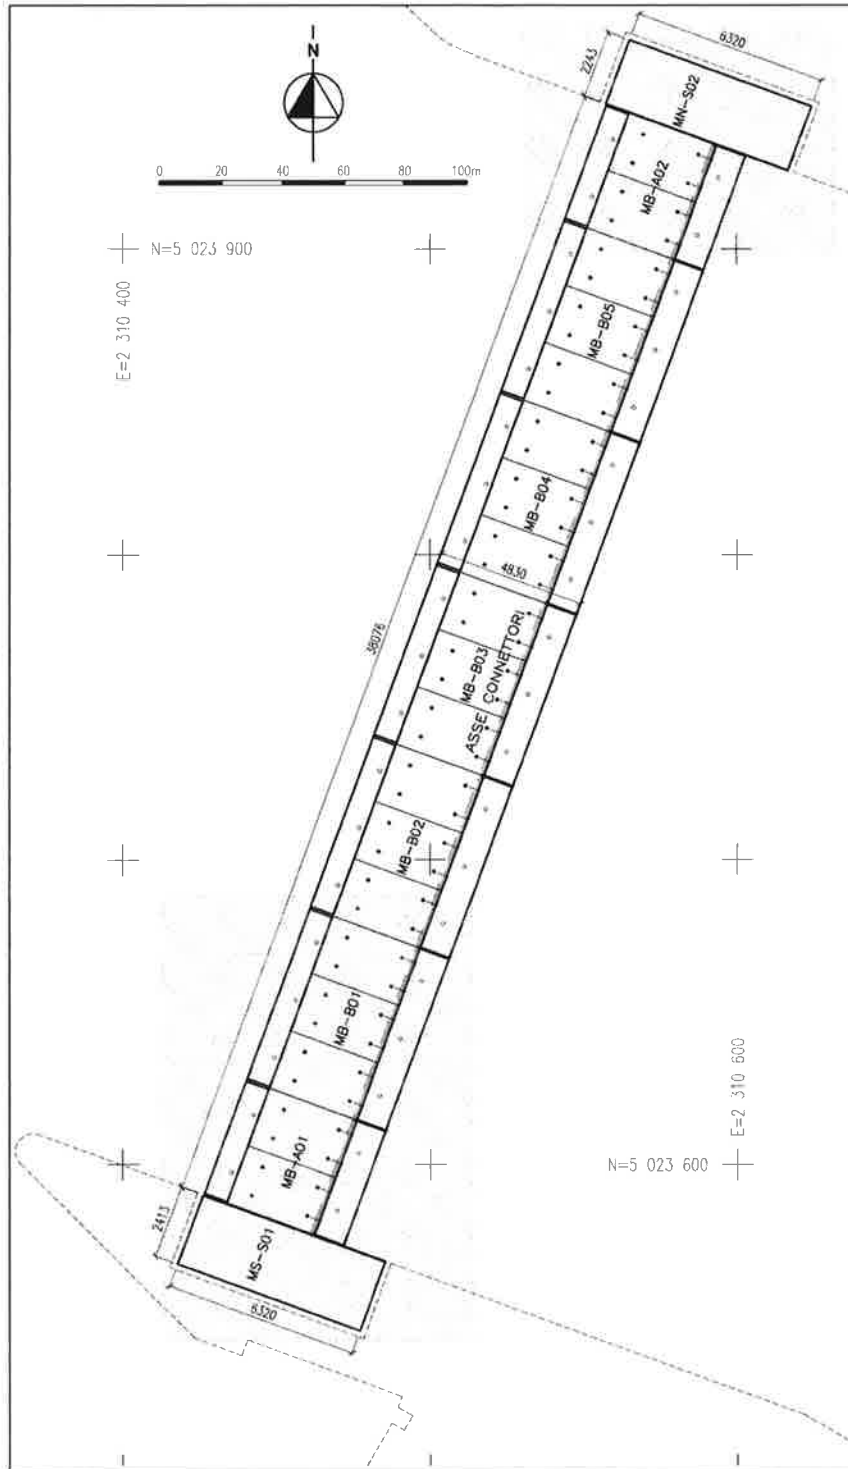 N
0 20 40 60 80 100m
6320
2243
MN-S02
MB-A02
N=5 023 900
E=2 310 400
MB-B05
MB-B04
4830
38076
MB-B03
ASSE CONNETTORI
MB-B02
MB-B01
E=2 310 600
N=5 023 600
MB-A01
2413
MS-S01
6320